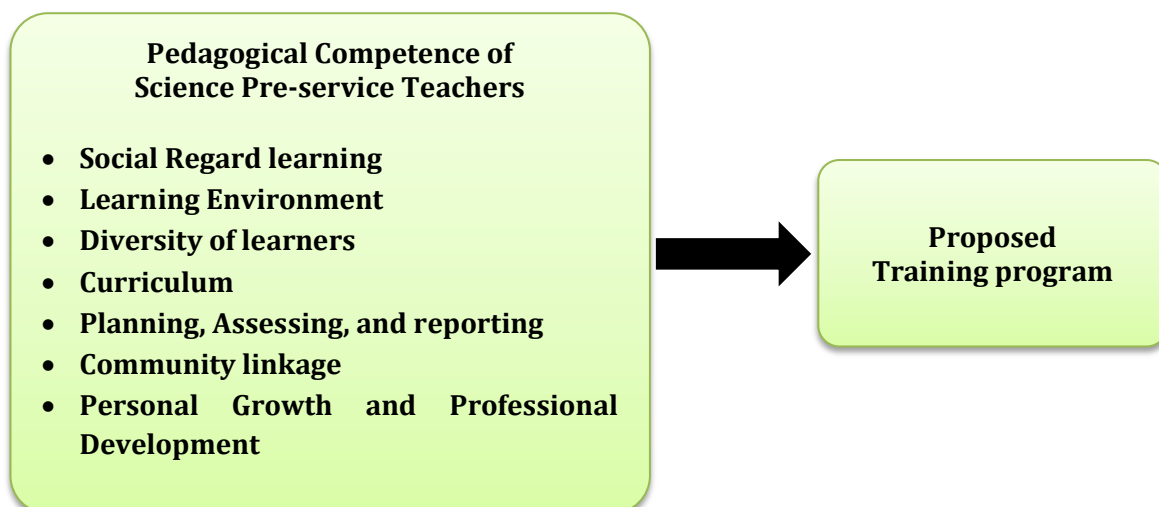 Pedagogical Competence of
Science Pre-service Teachers
• Social Regard learning
• Learning Environment
• Diversity of learners
• Curriculum
• Planning, Assessing, and reporting
• Community linkage
• Personal Growth and Professional
Development
Proposed
Training program